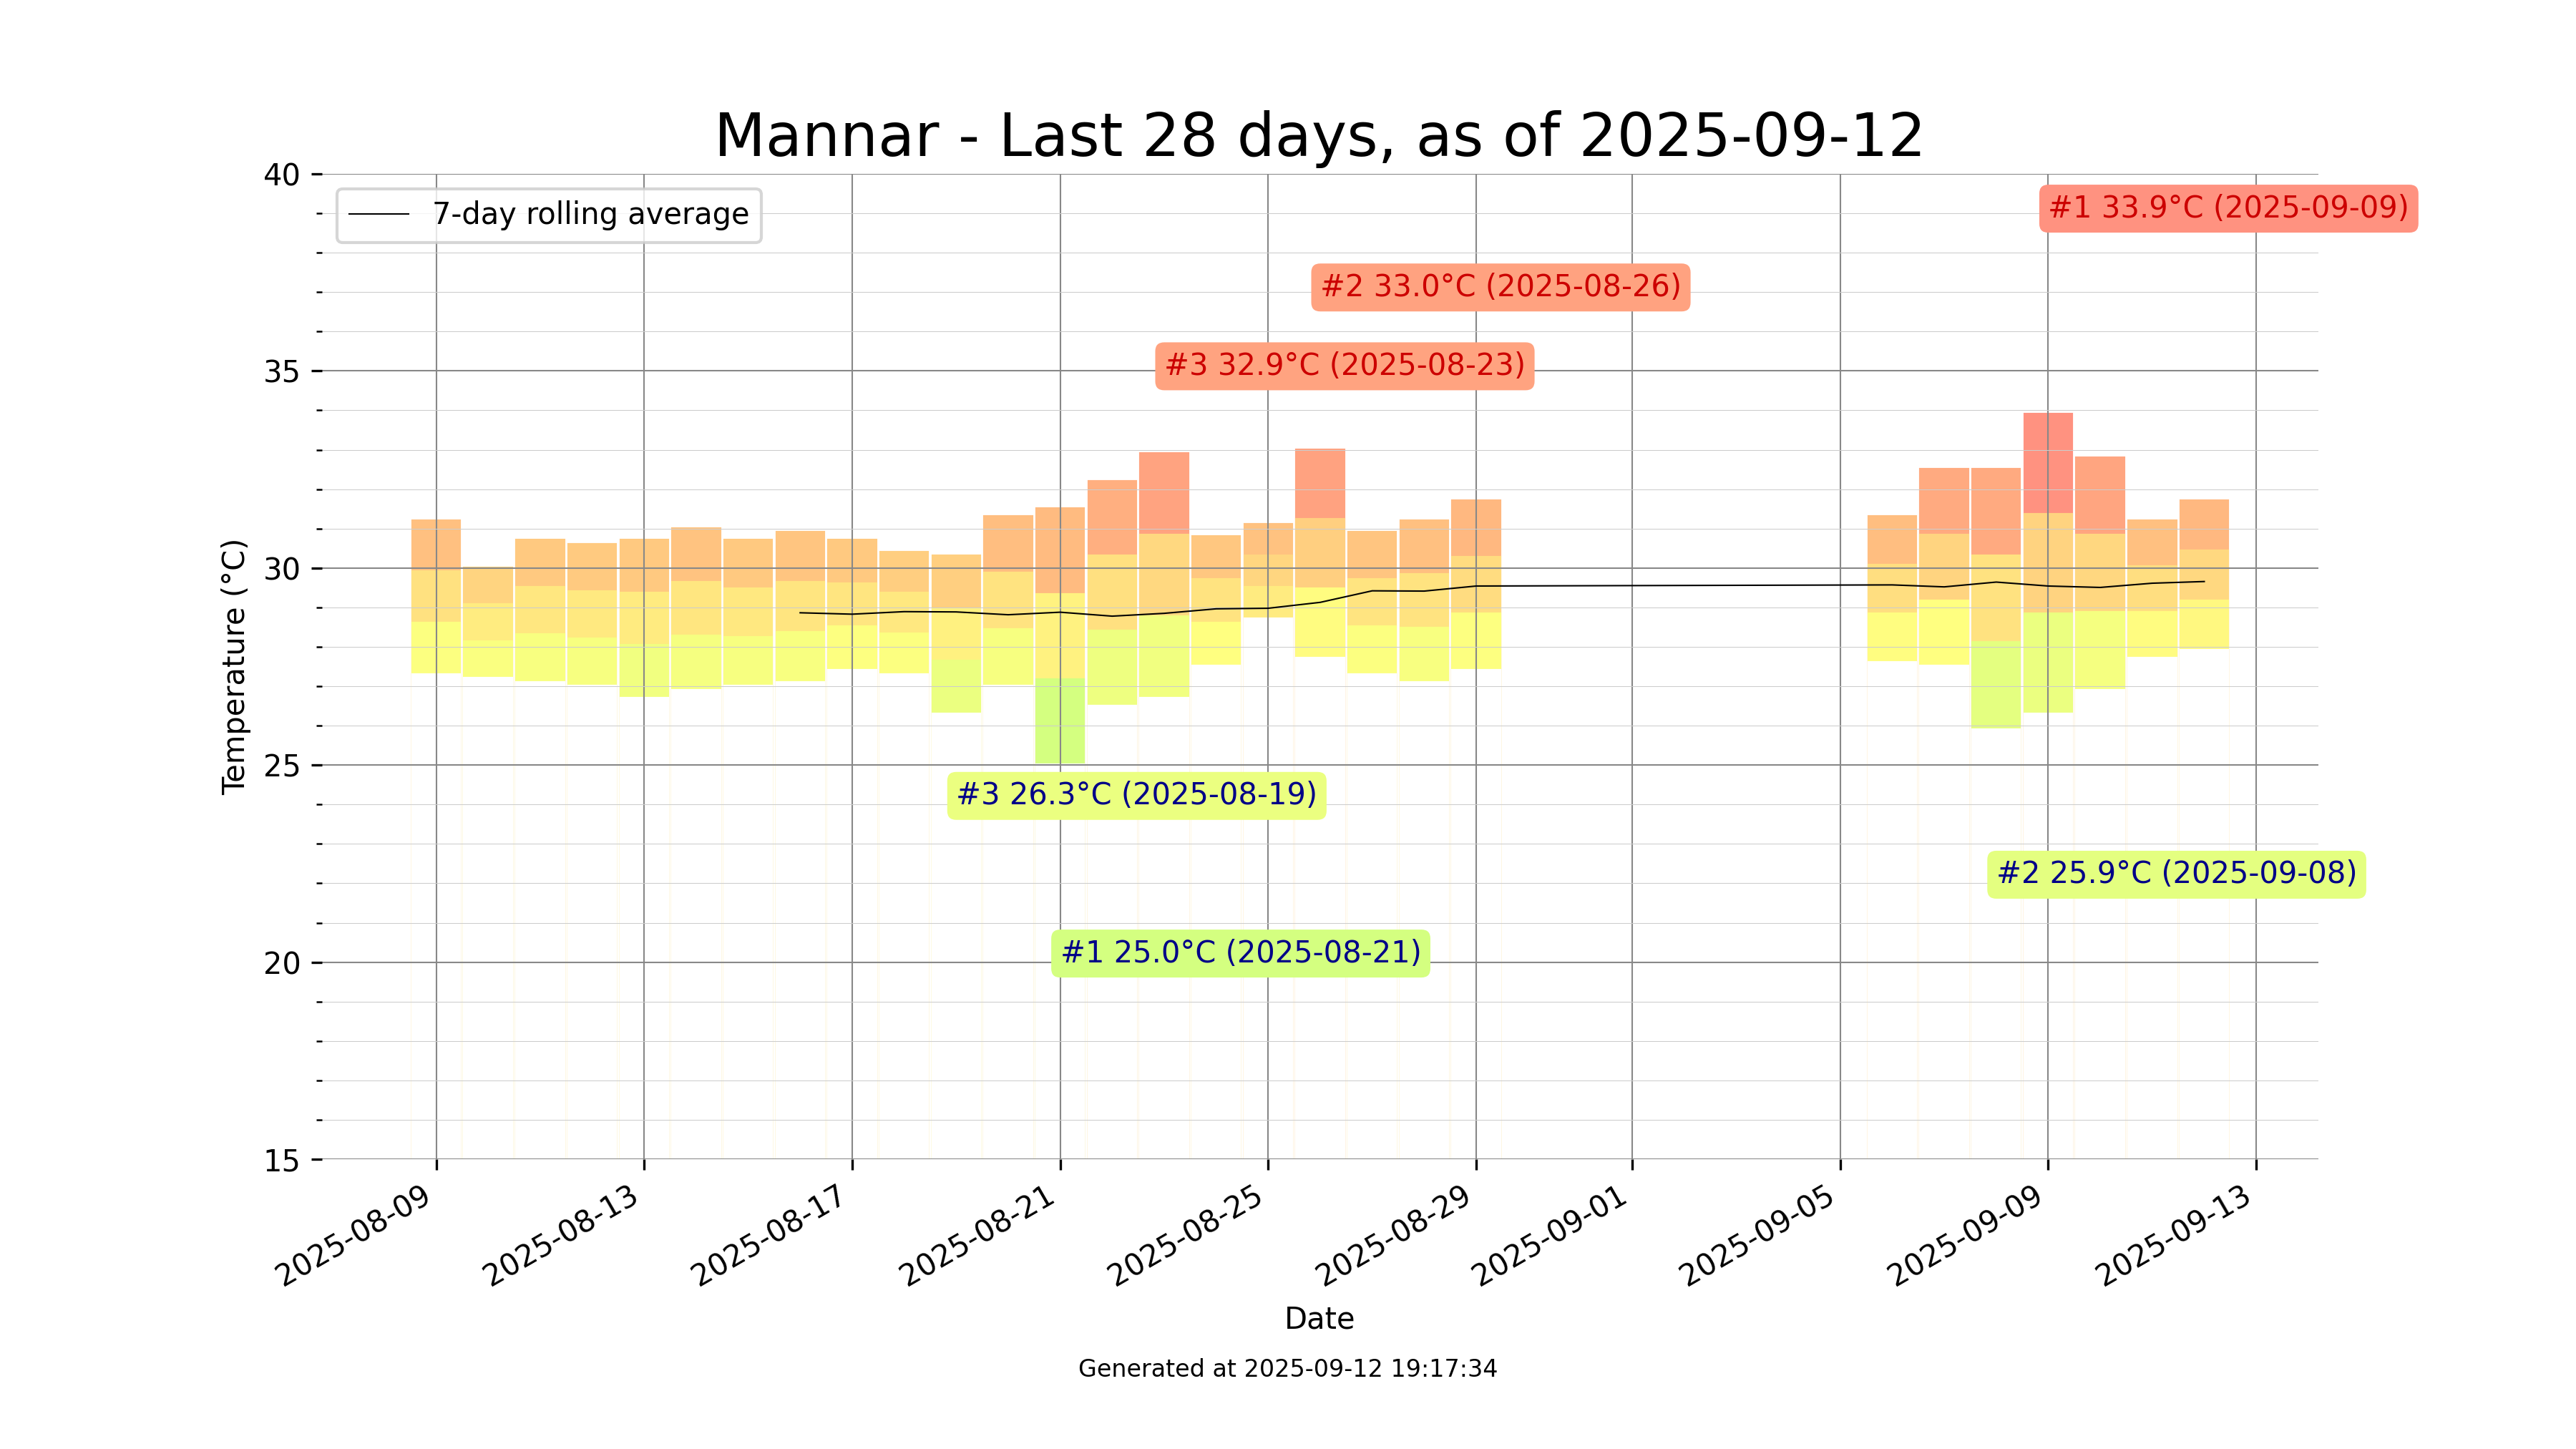 Mannar - Last 28 days, as of 2025-09-12
40
7-day rolling average
#1 33.9°C (2025-09-09)
#2 33.0°C (2025-08-26)
#3 32.9°C (2025-08-23)
35
30
Temperature (°C)
25
#3 26.3°C (2025-08-19)
#2 25.9°C (2025-09-08)
#1 25.0°C (2025-08-21)
20
15
2025-08-09
2025-08-13
2025-08-17
2025-08-21
2025-08-25
2025-08-29
2025-09-01
2025-09-05
2025-09-09
2025-09-13
Date
Generated at 2025-09-12 19:17:34